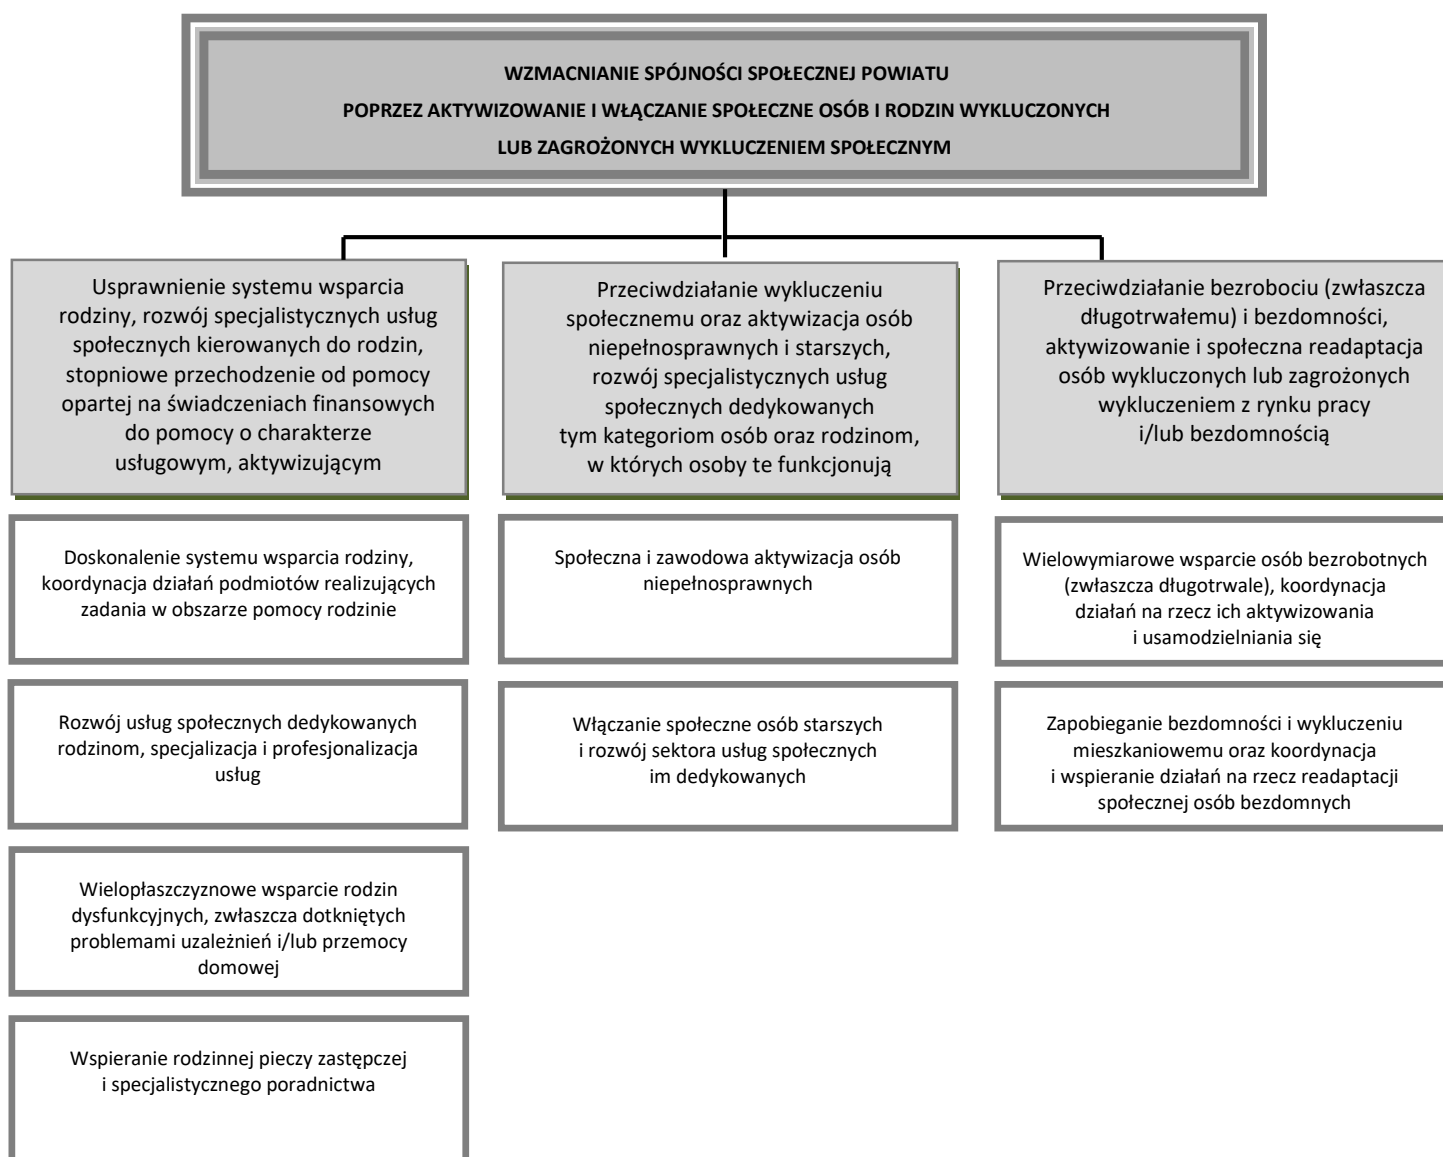 WZMACNIANIE SPÓJNOŚCI SPOŁECZNEJ POWIATU
POPRZEZ AKTYWIZOWANIE I WŁĄCZANIE SPOŁECZNE OSÓB I RODZIN WYKLUCZONYCH
LUB ZAGROŻONYCH WYKLUCZENIEM SPOŁECZNYM
Usprawnienie systemu wsparcia
rodziny, rozwój specjalistycznych usług
społecznych kierowanych do rodzin,
stopniowe przechodzenie od pomocy
opartej na świadczeniach finansowych
do pomocy o charakterze
usługowym, aktywizującym
Przeciwdziałanie wykluczeniu
społecznemu oraz aktywizacja osób
niepełnosprawnych i starszych,
rozwój specjalistycznych usług
społecznych dedykowanych
tym kategoriom osób oraz rodzinom,
w których osoby te funkcjonują
Przeciwdziałanie bezrobociu (zwłaszcza
długotrwałemu) i bezdomności,
aktywizowanie i społeczna readaptacja
osób wykluczonych lub zagrożonych
wykluczeniem z rynku pracy
i/lub bezdomnością
Doskonalenie systemu wsparcia rodziny,
koordynacja działań podmiotów realizujących
zadania w obszarze pomocy rodzinie
Społeczna i zawodowa aktywizacja osób
niepełnosprawnych
Wielowymiarowe wsparcie osób bezrobotnych
(zwłaszcza długotrwale), koordynacja
działań na rzecz ich aktywizowania
i usamodzielniania się
Rozwój usług społecznych dedykowanych
rodzinom, specjalizacja i profesjonalizacja
usług
Włączanie społeczne osób starszych
i rozwój sektora usług społecznych
im dedykowanych
Zapobieganie bezdomności i wykluczeniu
mieszkaniowemu oraz koordynacja
i wspieranie działań na rzecz readaptacji
społecznej osób bezdomnych
Wielopłaszczyznowe wsparcie rodzin
dysfunkcyjnych, zwłaszcza dotkniętych
problemami uzależnień i/lub przemocy
domowej
Wspieranie rodzinnej pieczy zastępczej
i specjalistycznego poradnictwa